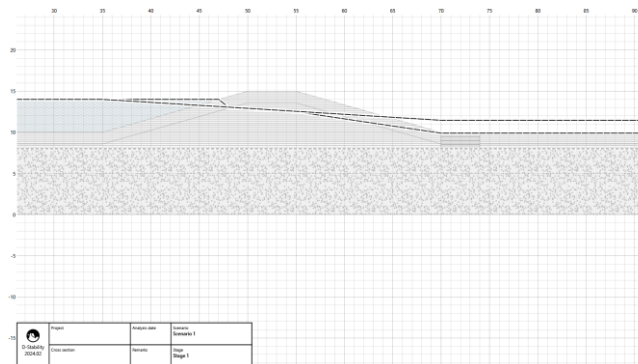 30 35 40 45 50 55 60 65 70 75 80 85 90
20
15
10
5
0
-5
-10
-15
D-Stability
2024.02
Project
Analysis date
Scenario
Scenario 1
Cross section
Remarks
Stage
Stage 1